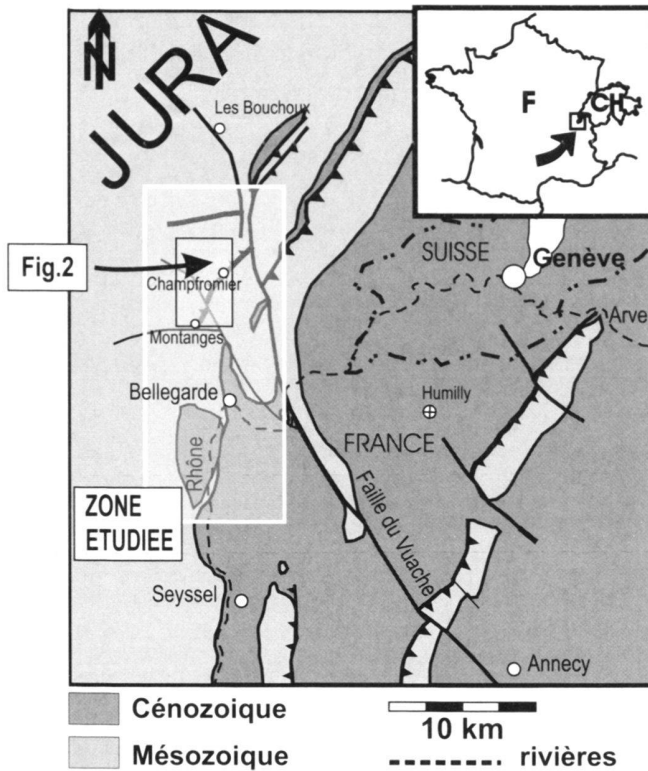 N
JURA
F
CH
Les Bouchoux
SUISSE
Genève
Fig.2
Champfromier
Arve
Montanges
Bellegarde
Humilly
FRANCE
Rhône
Faille du Vuache
ZONE
ETUDIEE
Seyssel
Annecy
Cénozoique
10 km
Mésozoique
rivières